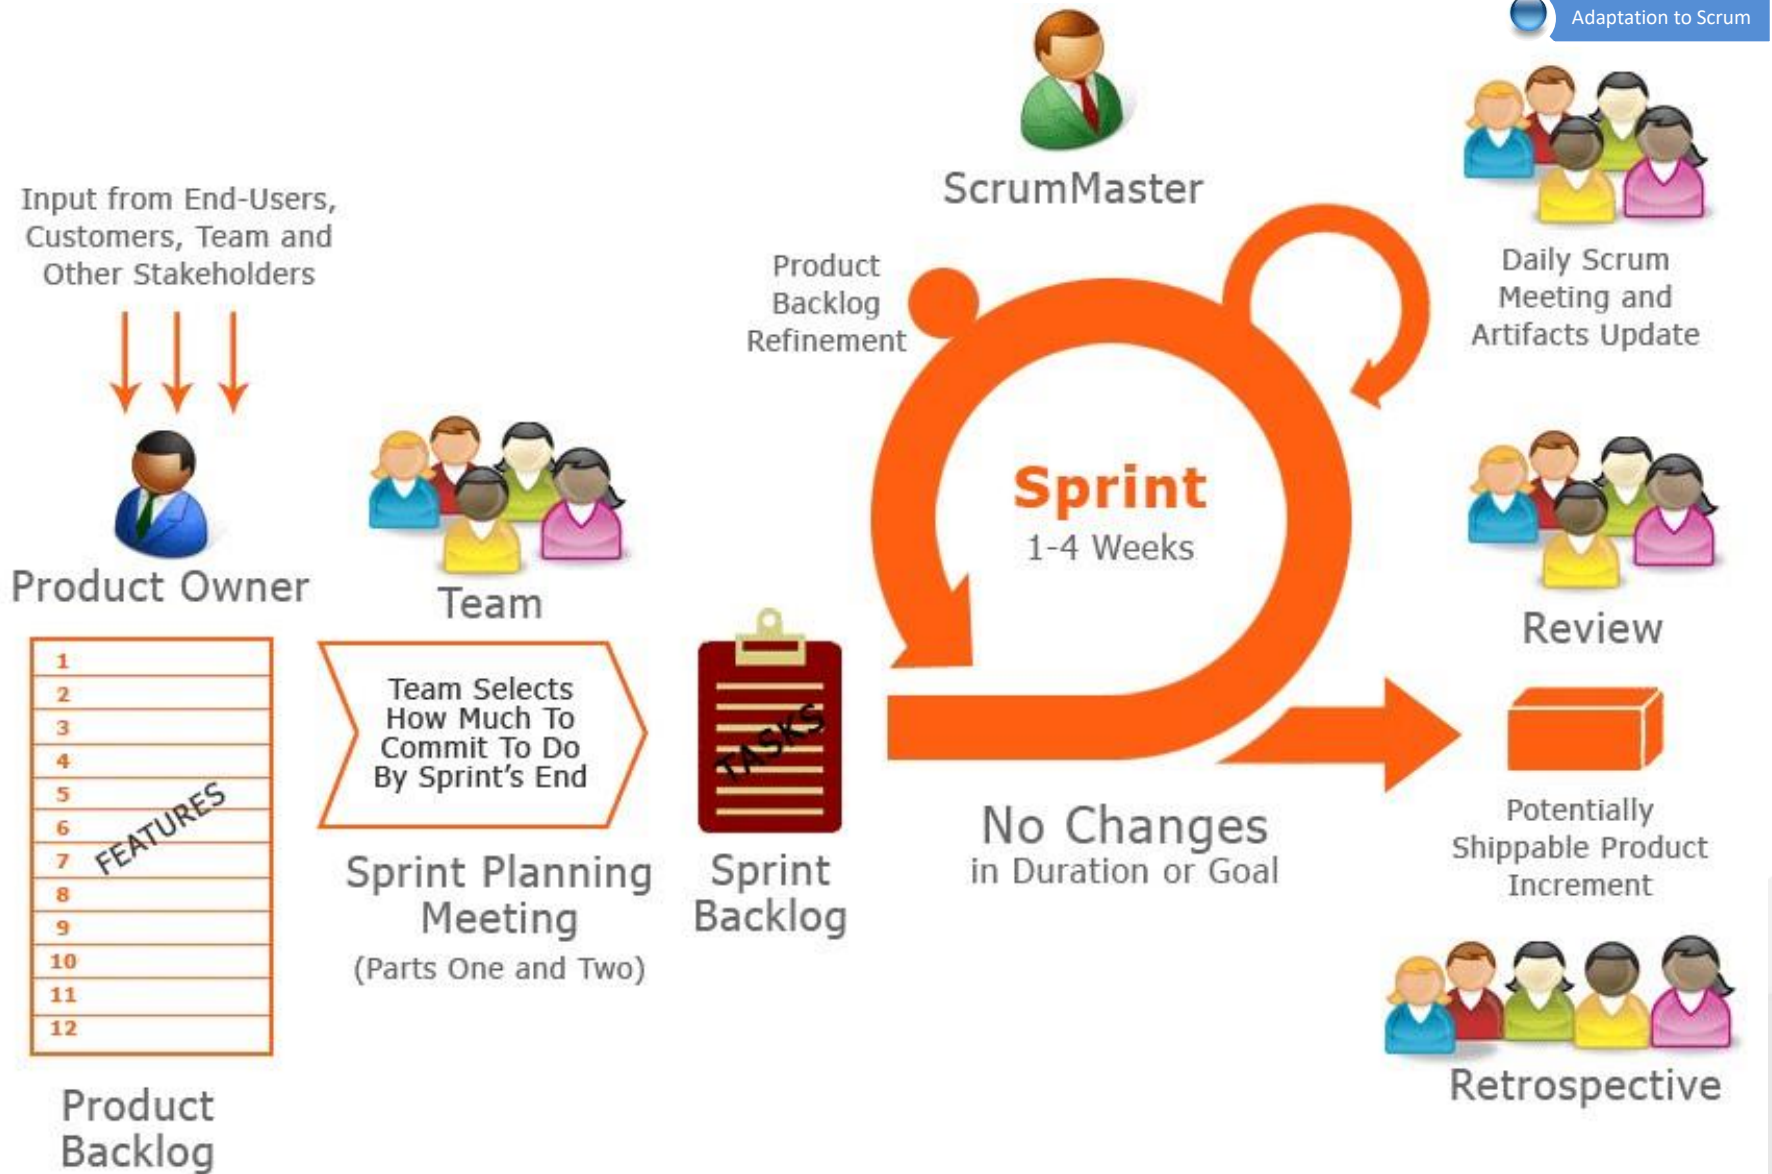 Adaptation to Scrum
Input from End-Users,
Customers, Team and
Other Stakeholders
Product Owner
1
2
3
4
5
6
7
8
9
10
11
12
FEATURES
Product
Backlog
Team
Team Selects
How Much To
Commit To Do
By Sprint's End
Sprint Planning
Meeting
(Parts One and Two)
TASKS
Sprint
Backlog
ScrumMaster
Product
Backlog
Refinement
Sprint
1-4 Weeks
No Changes
in Duration or Goal
Daily Scrum
Meeting and
Artifacts Update
Review
Potentially
Shippable Product
Increment
Retrospective